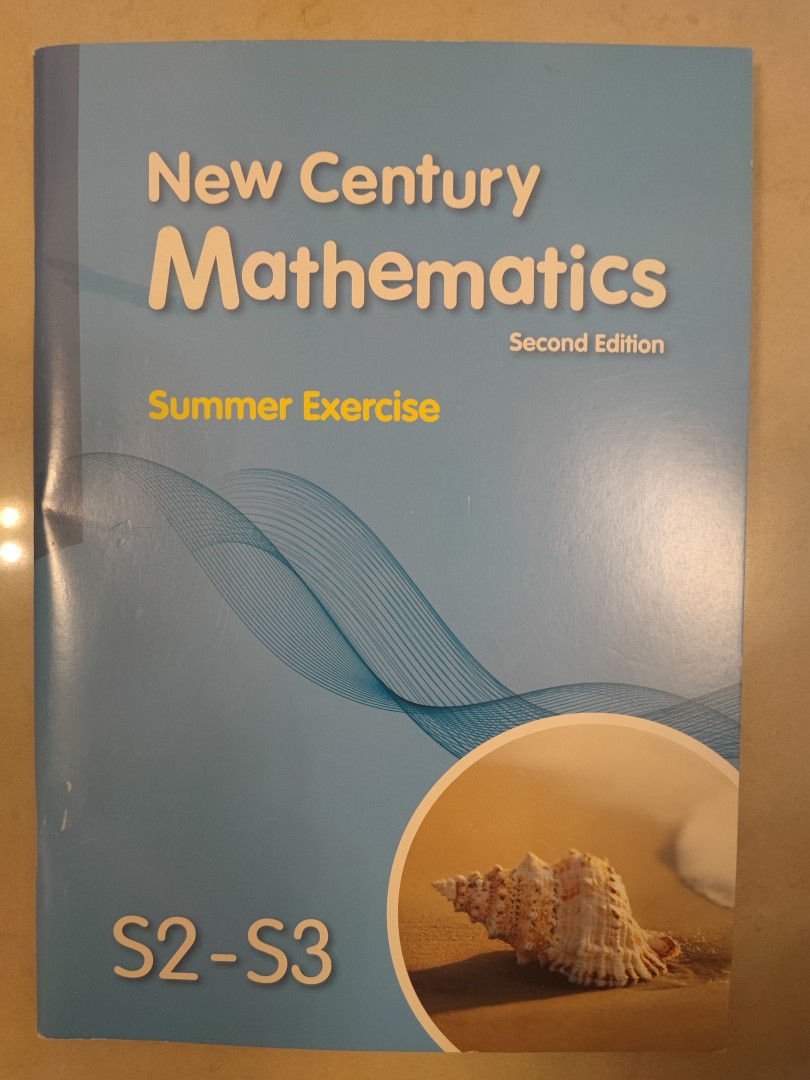 New Century
Mathematics
Second Edition
Summer Exercise
S2-S3